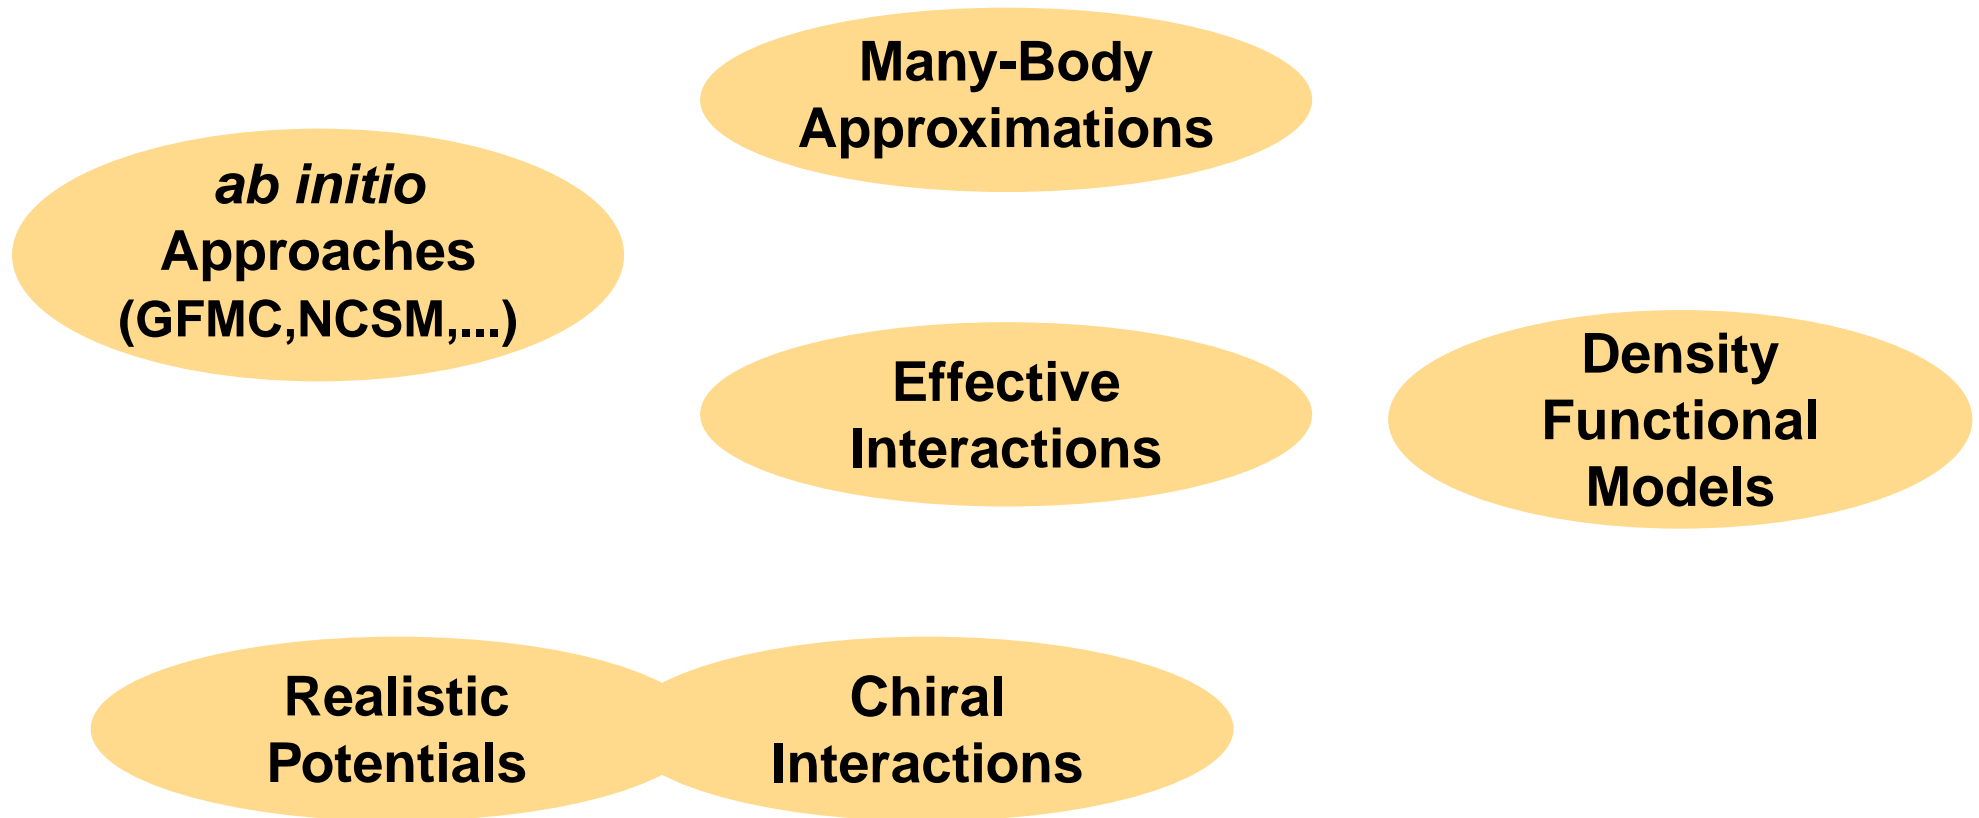 Many-Body
Approximations
ab initio
Approaches
(GFMC,NCSM,...)
Effective
Interactions
Density
Functional
Models
Realistic
Potentials
Chiral
Interactions